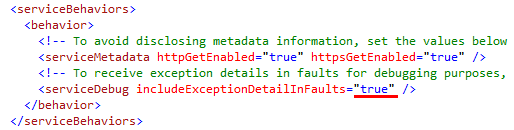 <serviceBehaviors>
<behavior>
<!-- To avoid disclosing metadata information, set the values below
<serviceMetadata httpGetEnabled="true" httpsGetEnabled="true" />
<!-- To receive exception details in faults for debugging purposes,
<serviceDebug includeExceptionDetailInFaults="true" />
</behavior>
</serviceBehaviors>